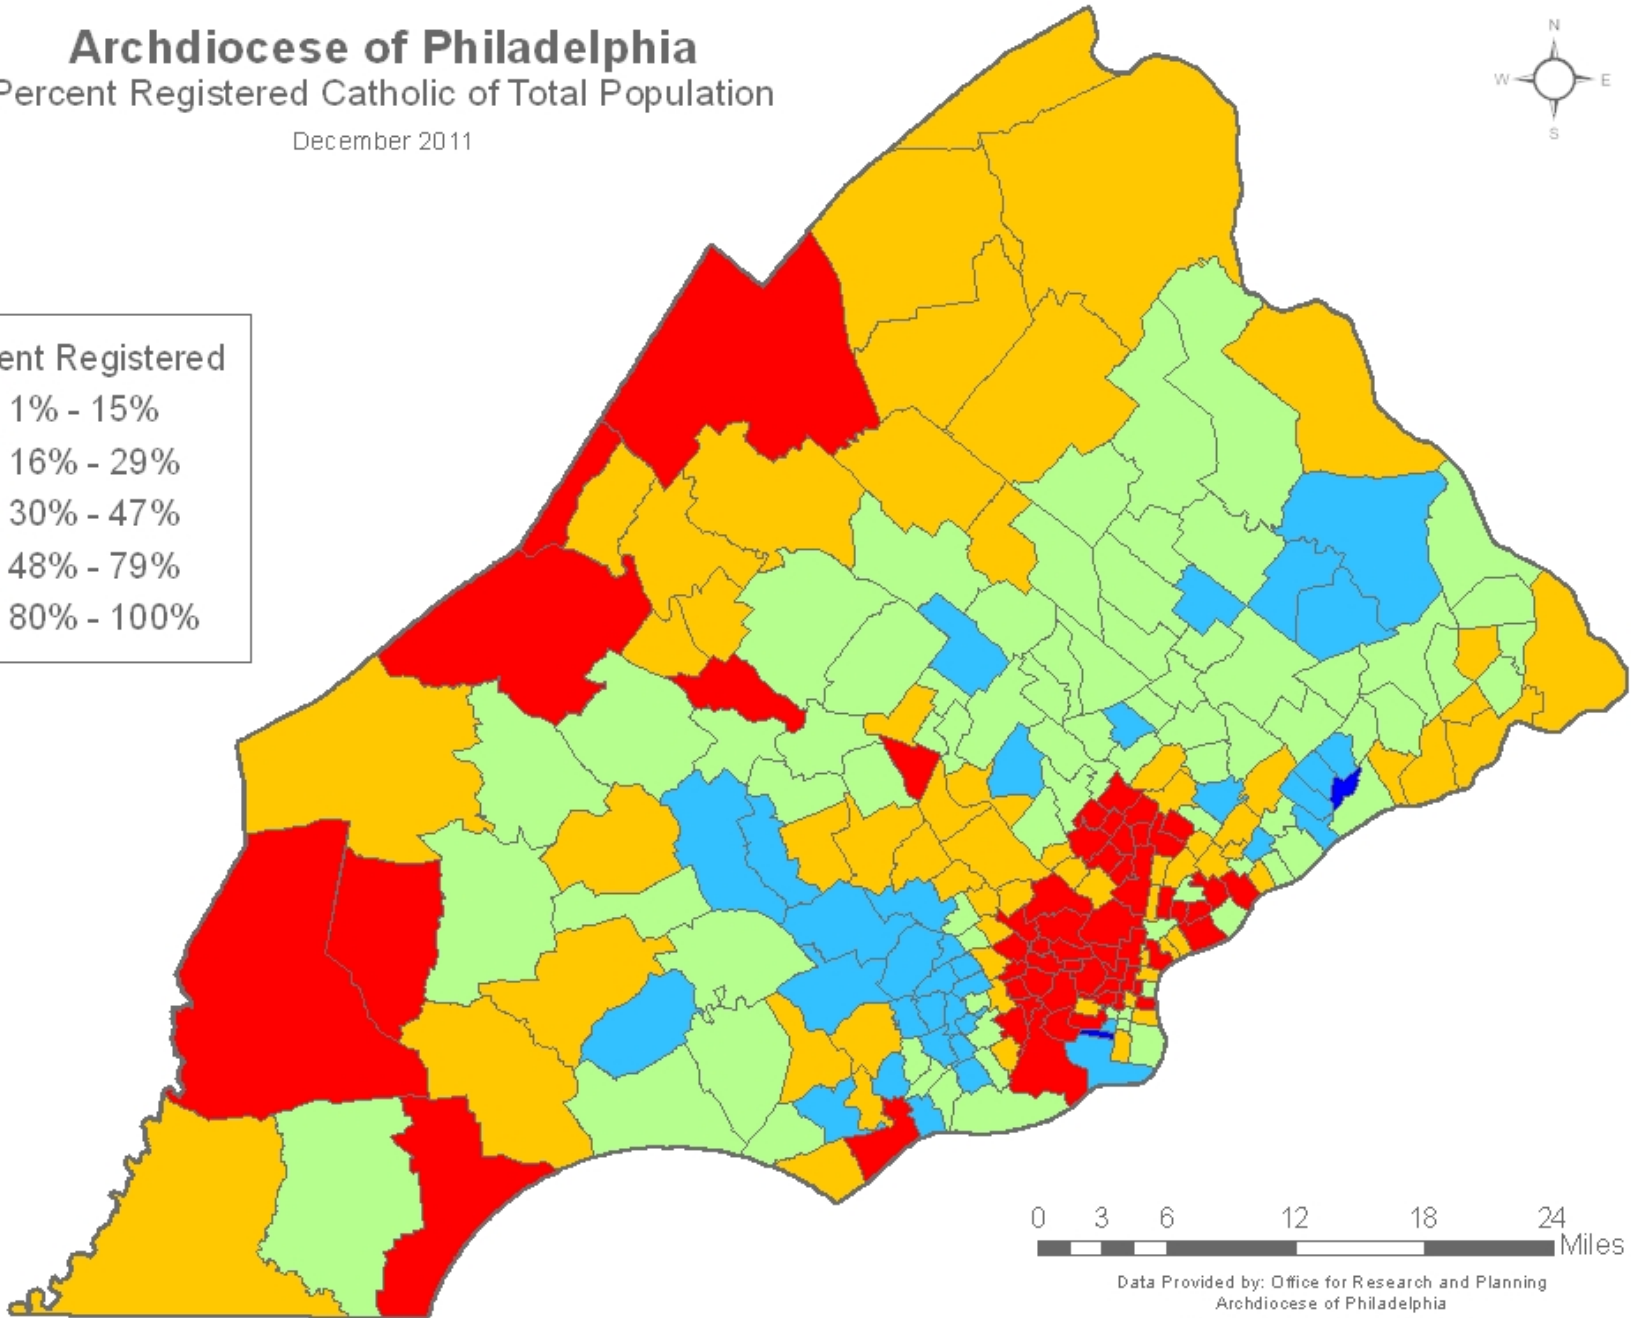 Archdiocese of Philadelphia
Percent Registered Catholic of Total Population
December 2011
N
W E
S
ent Registered
1% - 15%
16% - 29%
30% - 47%
48% - 79%
80% - 100%
0 3 6 12 18 24
Miles
Data Provided by: Office for Research and Planning
Archdiocese of Philadelphia